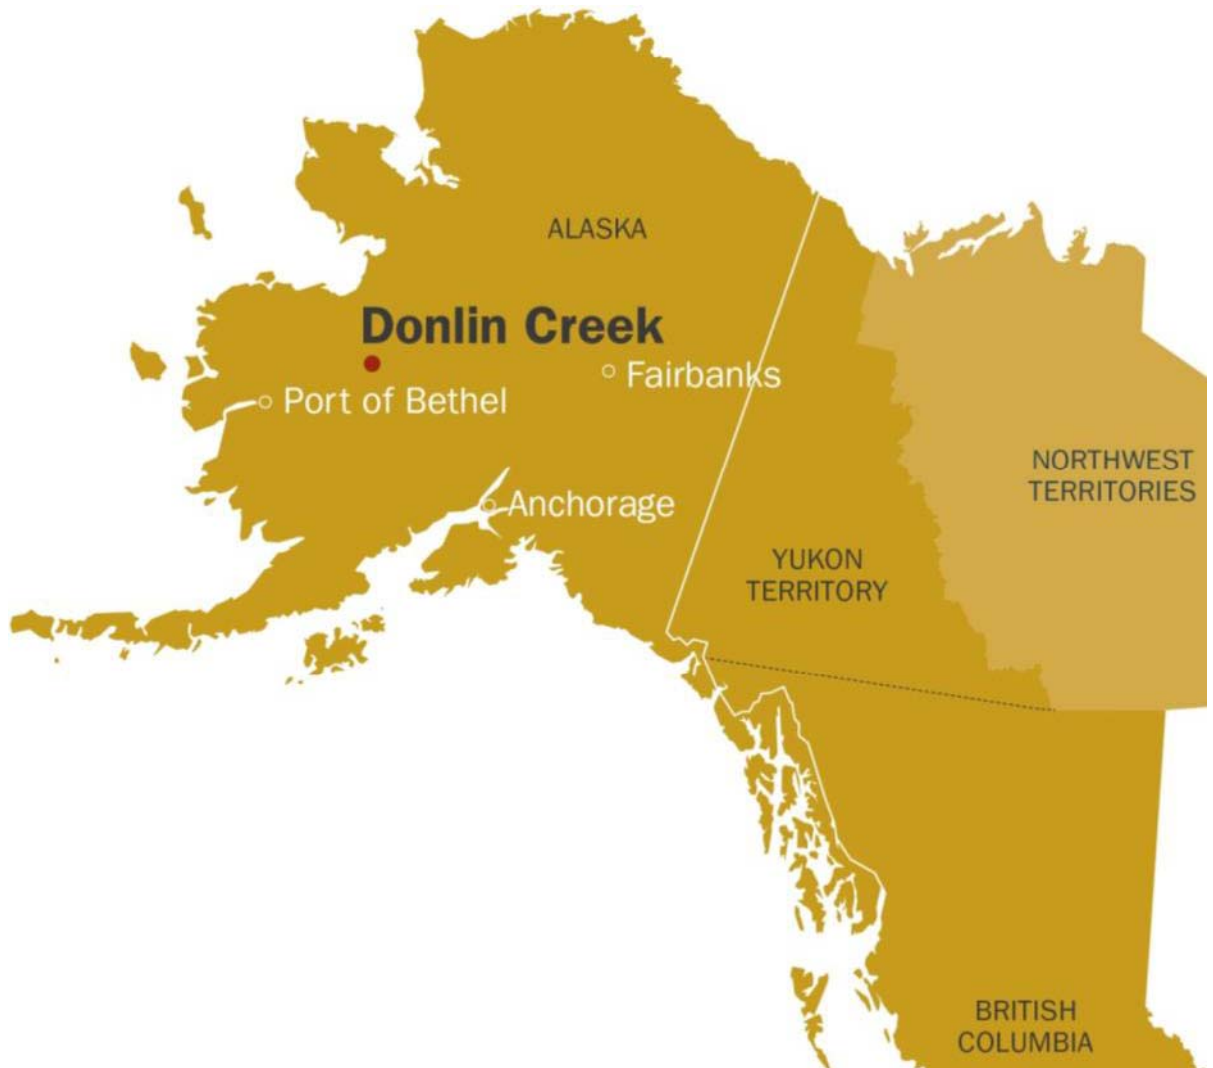 ALASKA
Donlin Creek
Fairbanks
Port of Bethel
NORTHWEST
TERRITORIES
Anchorage
YUKON
TERRITORY
BRITISH
COLUMBIA